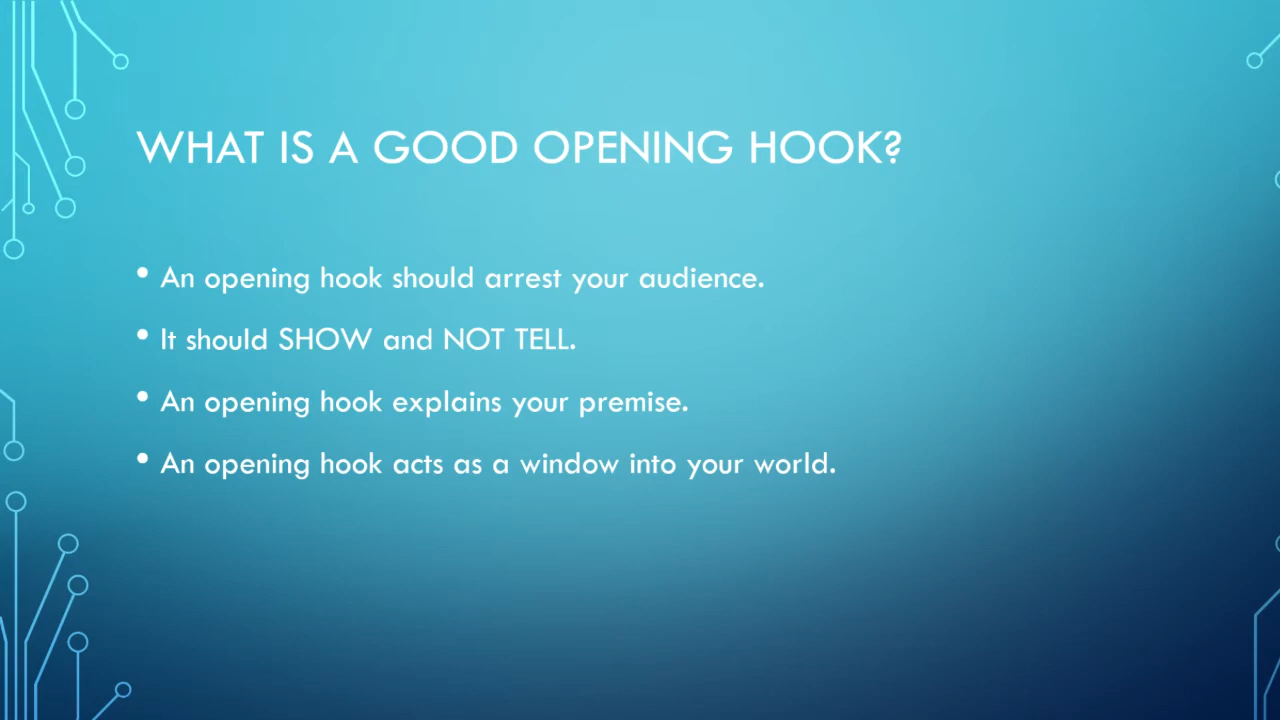 WHAT IS A GOOD OPENING HOOK?
• An opening hook should arrest your audience.
• It should SHOW and NOT TELL.
• An opening hook explains your premise.
• An opening hook acts as a window into your world.